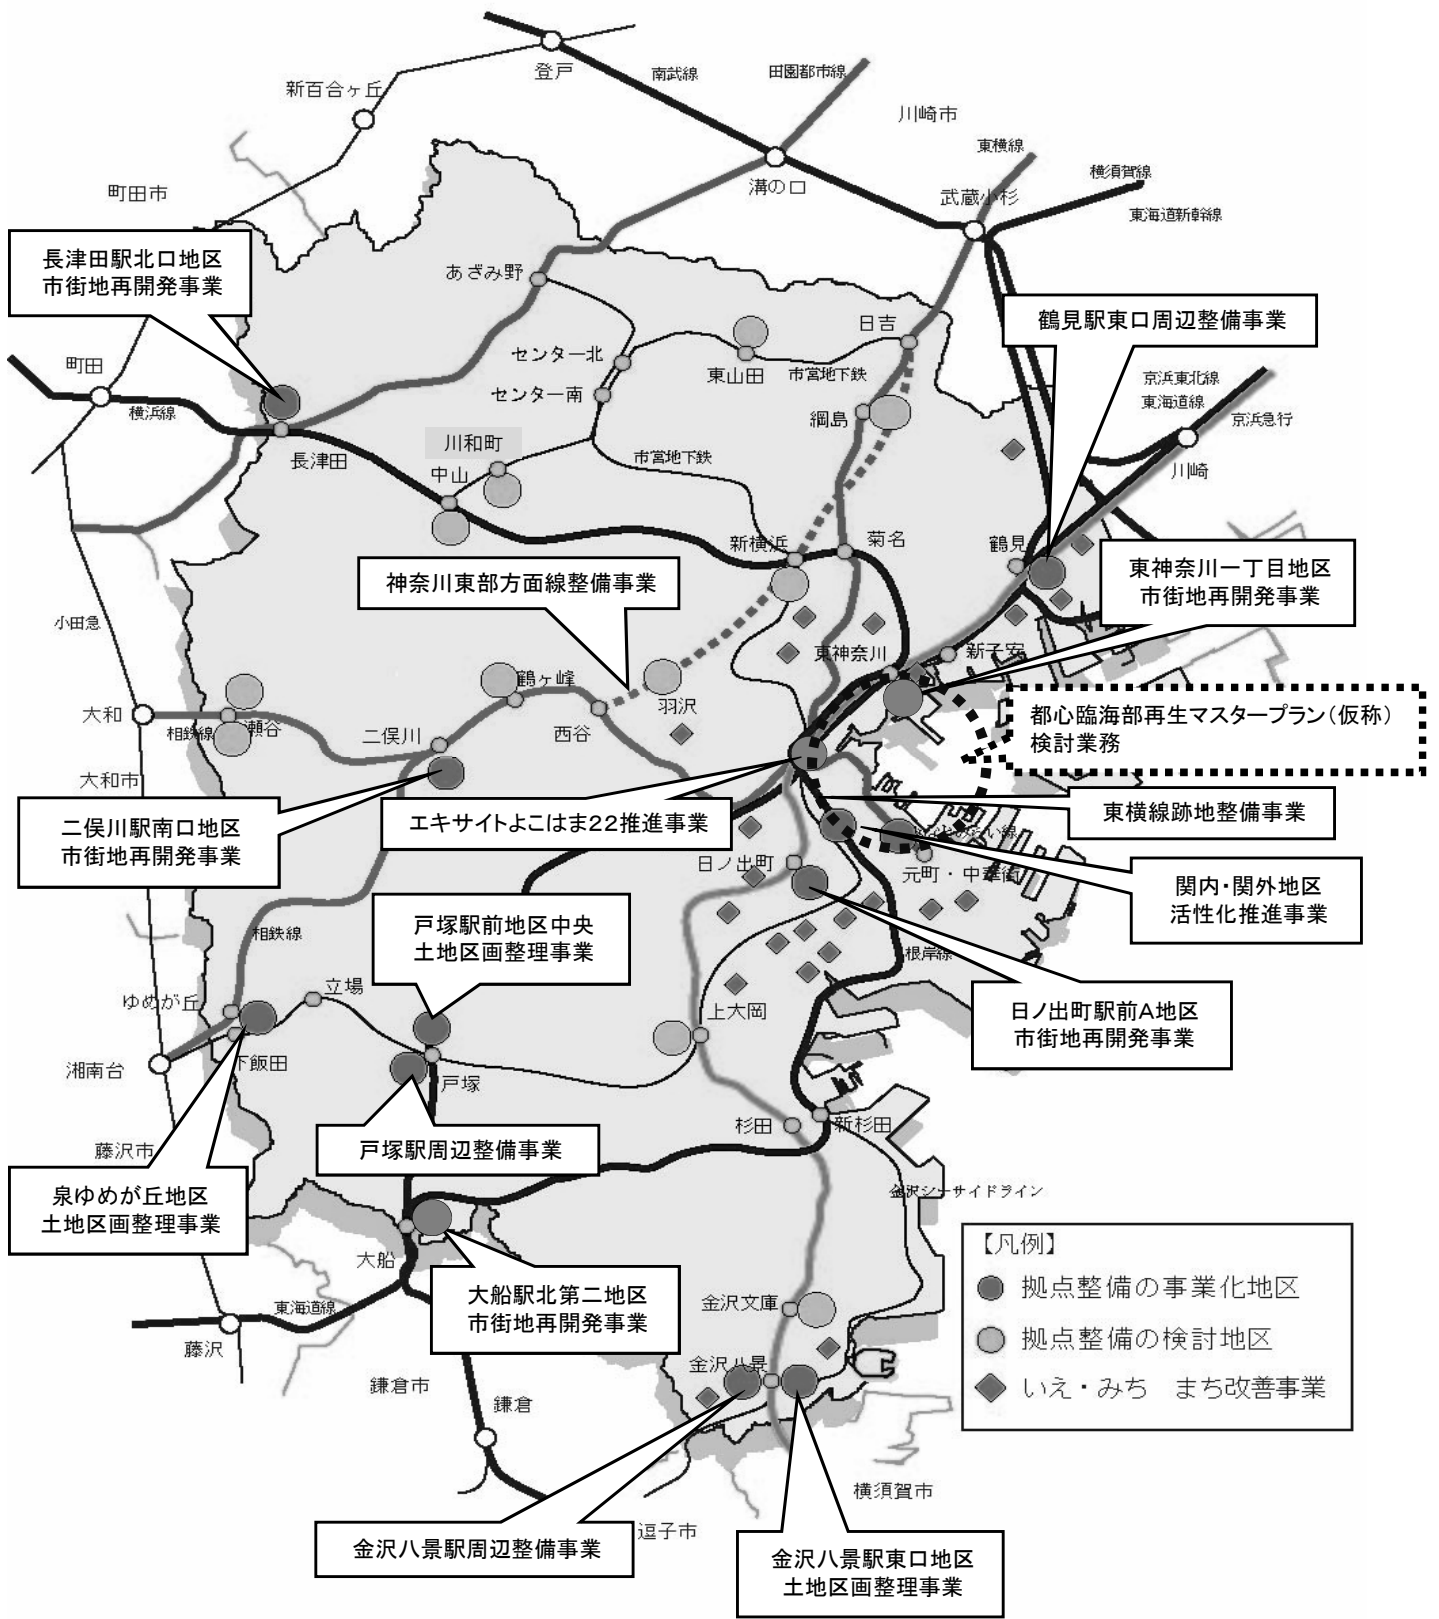 登戸
南武線
田園都市線
新百合ヶ丘
川崎市
東横線
横須賀線
町田市
溝の口
武蔵小杉
東海道新幹線
長津田駅北口地区
市街地再開発事業
あざみ野
鶴見駅東口周辺整備事業
日吉
センター北
東山田
市営地下鉄
町田
センター南
京浜東北線
東海道線
京浜急行
横浜線
綱島
川和町
長津田
中山
市営地下鉄
川崎
新横浜
菊名
鶴見
神奈川東部方面線整備事業
東神奈川一丁目地区
市街地再開発事業
小田急
東神奈川
新子安
鶴ヶ峰
羽沢
大和
相鉄線
瀬谷
二俣川
西谷
都心臨海部再生マスタープラン(仮称)
検討業務
大和市
二俣川駅南口地区
市街地再開発事業
エキサイトよこはま22推進事業
東横線跡地整備事業
日ノ出町
元町・中華街
関内・関外地区
活性化推進事業
戸塚駅前地区中央
土地区画整理事業
相鉄線
根岸線
日ノ出町駅前A地区
市街地再開発事業
ゆめが丘
立場
上大岡
湘南台
下飯田
戸塚
杉田
新杉田
藤沢市
戸塚駅周辺整備事業
泉ゆめが丘地区
土地区画整理事業
金沢シーサイドライン
大船
大船駅北第二地区
市街地再開発事業
東海道線
藤沢
鎌倉市
鎌倉
金沢文庫
金沢八景
【凡例】
拠点整備の事業化地区
拠点整備の検討地区
いえ・みち まち改善事業
横須賀市
逗子市
金沢八景駅周辺整備事業
金沢八景駅東口地区
土地区画整理事業